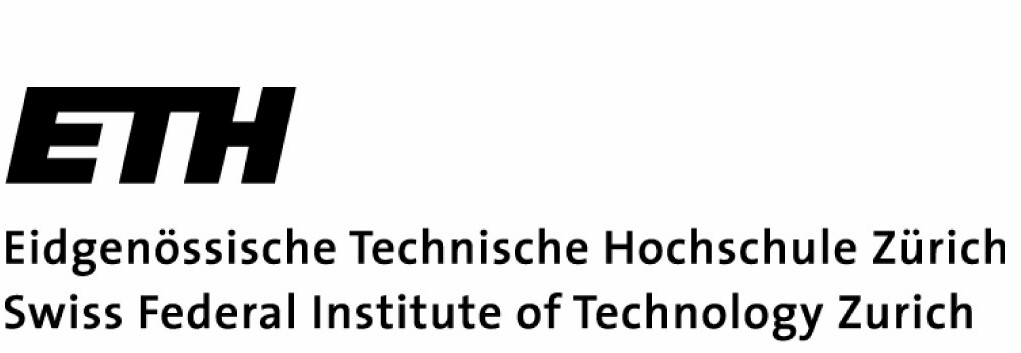 ETH
Eidgenössische Technische Hochschule Zürich
Swiss Federal Institute of Technology Zurich